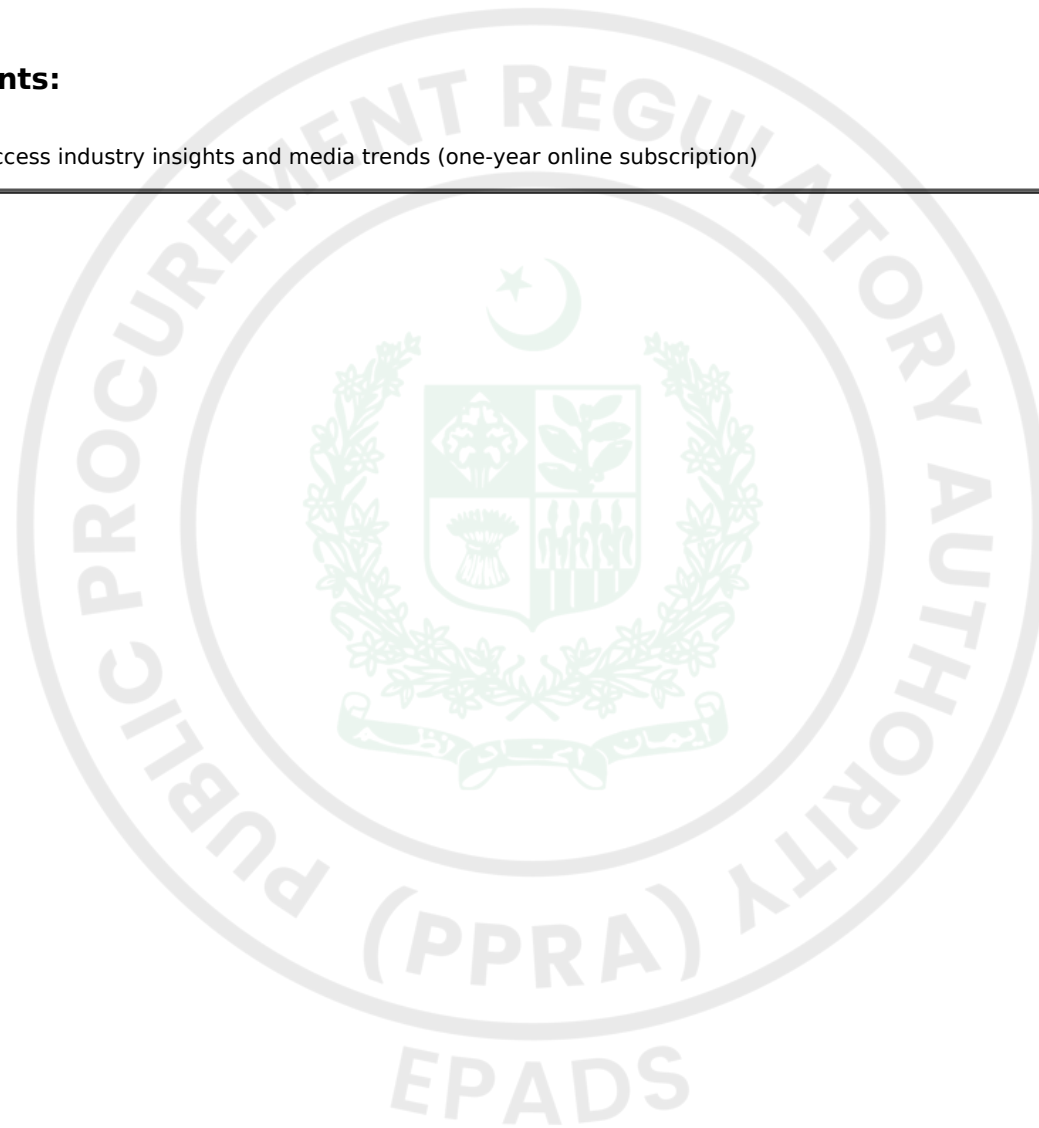 nts:
ccess industry insights and media trends (one-year online subscription)
PUBLIC PROCUREMENT REGULATORY AUTHORITY
(PPRA)
EPADS